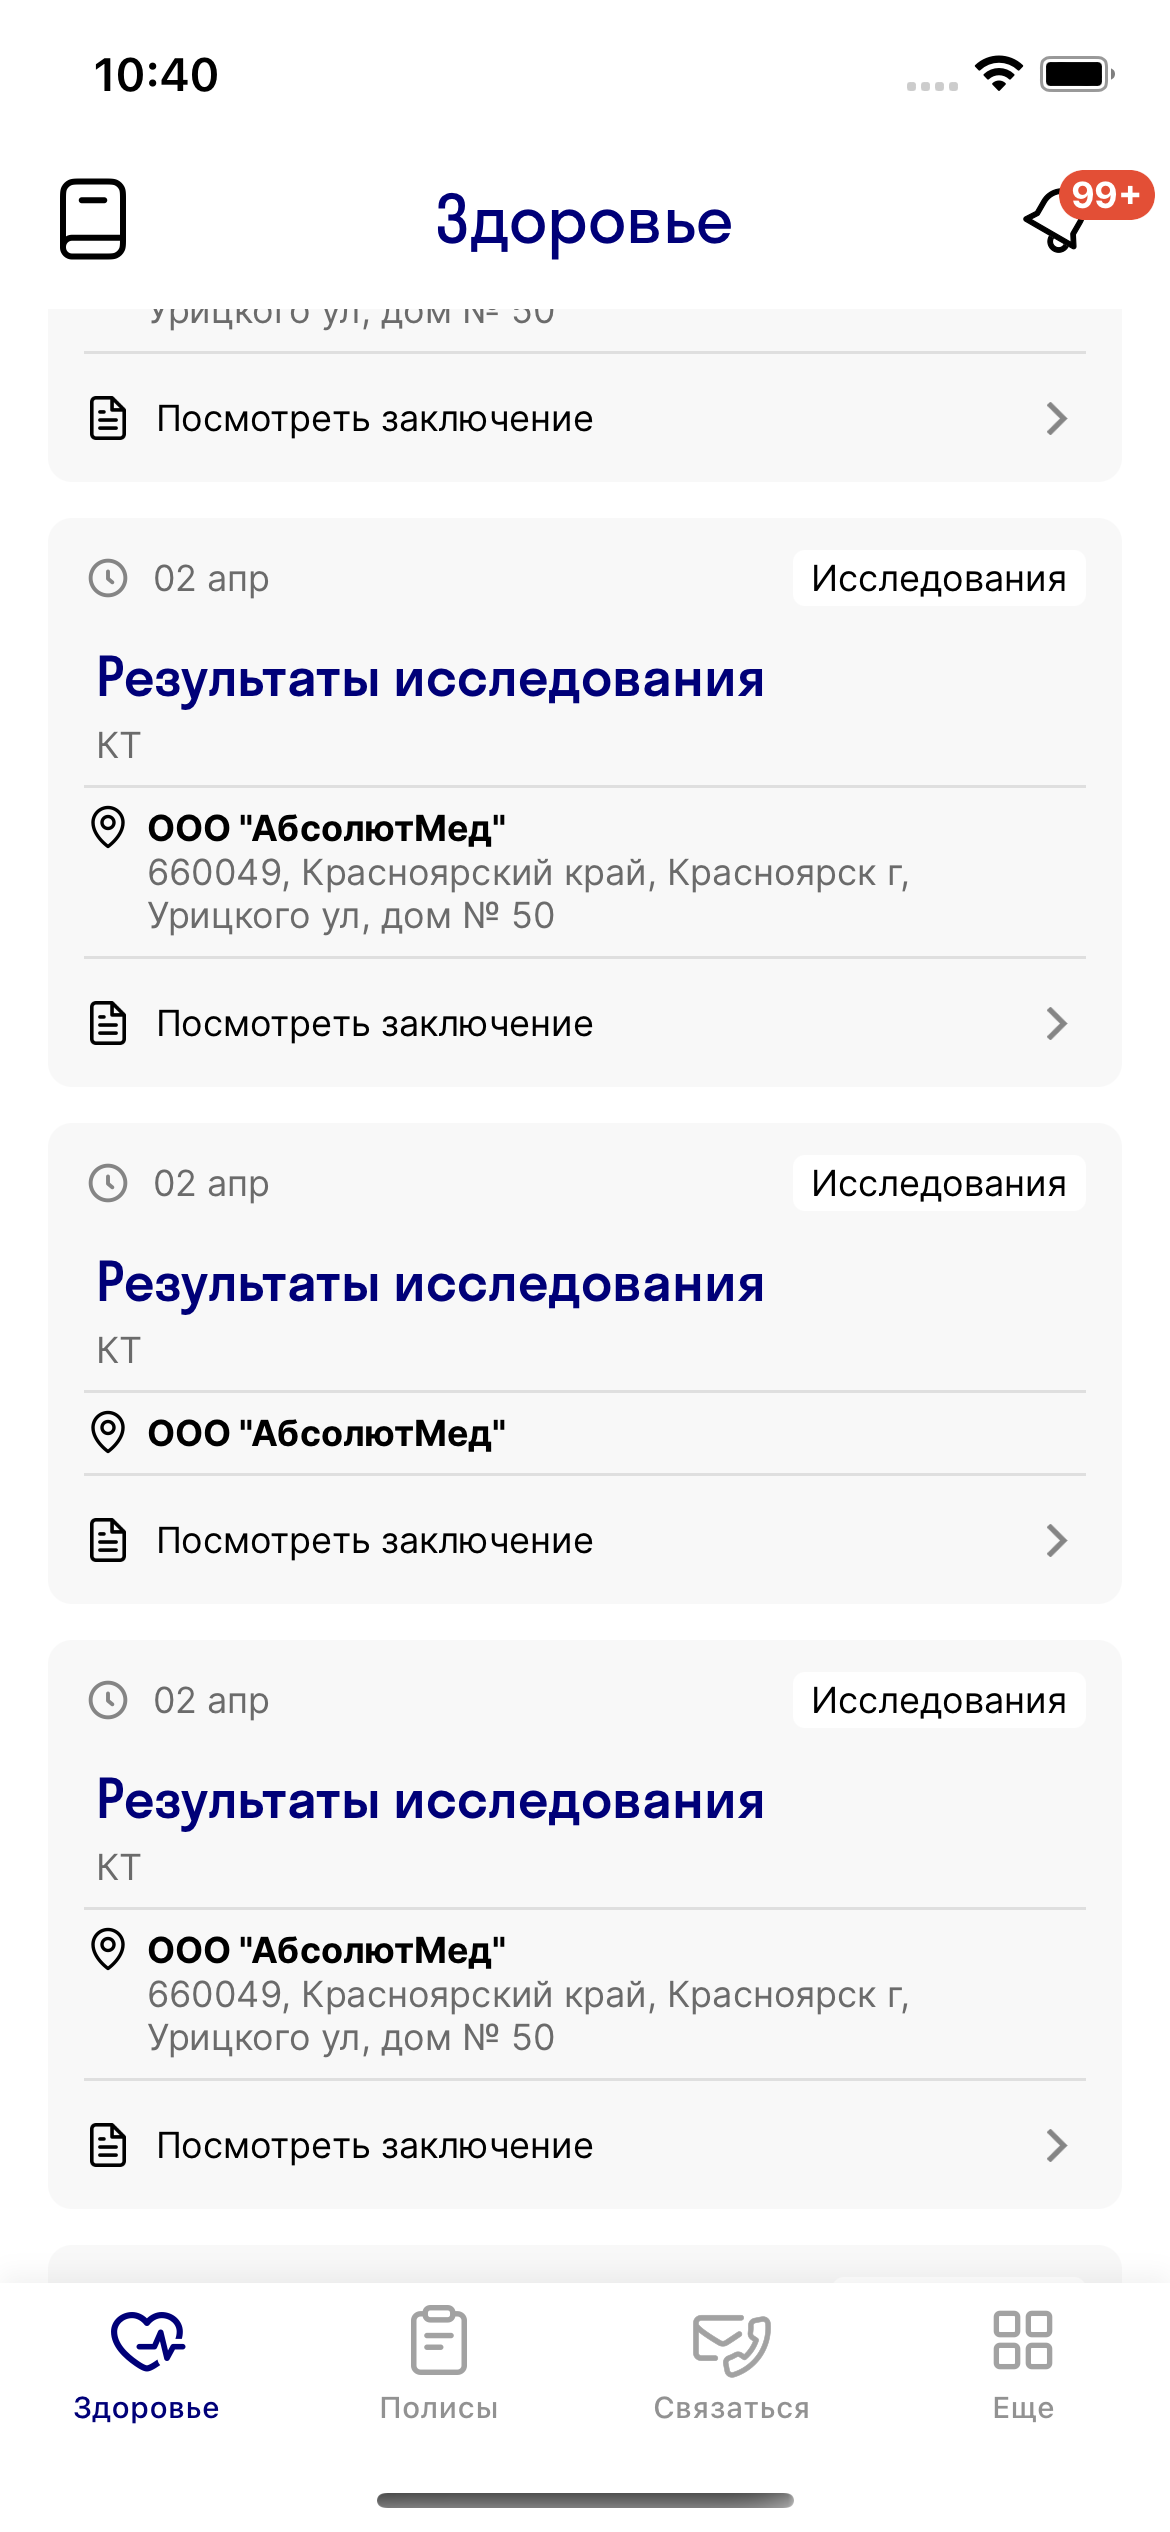 10:40
Здоровье
99+
Урицкого ул, дом № 50
Посмотреть заключение
02 апр
Исследования
Результаты исследования
КТ
ООО "АбсолютМед"
660049, Красноярский край, Красноярск г,
Урицкого ул, дом № 50
Посмотреть заключение
02 апр
Исследования
Результаты исследования
КТ
ООО "АбсолютМед"
Посмотреть заключение
02 апр
Исследования
Результаты исследования
КТ
ООО "АбсолютМед"
660049, Красноярский край, Красноярск г,
Урицкого ул, дом № 50
Посмотреть заключение
Здоровье
Полисы
Связаться
Еще